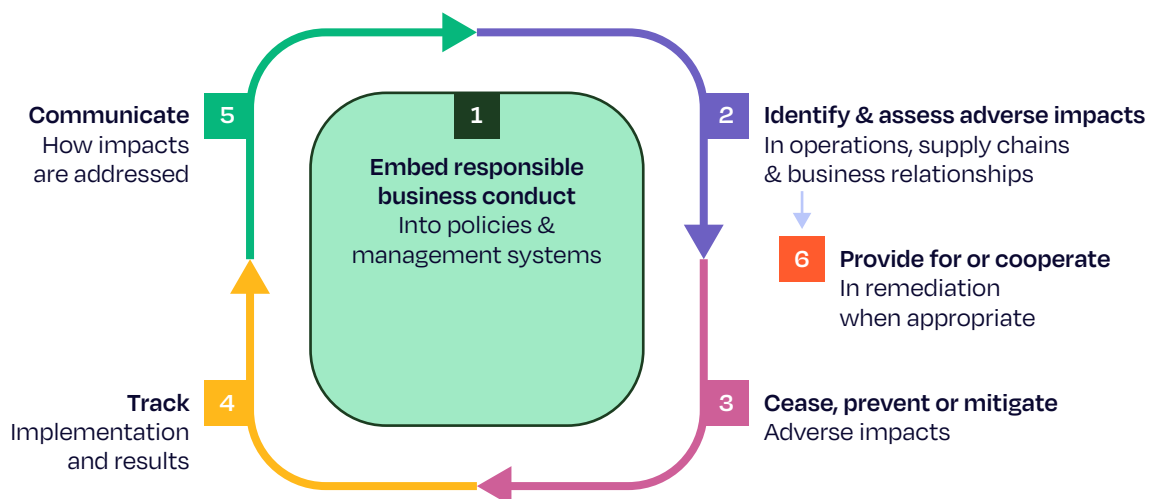 1
Embed responsible
business conduct
Into policies &
management systems
2
Identify & assess adverse impacts
In operations, supply chains
& business relationships
6
Provide for or cooperate
In remediation
when appropriate
3
Cease, prevent or mitigate
Adverse impacts
4
Track
Implementation
and results
5
Communicate
How impacts
are addressed